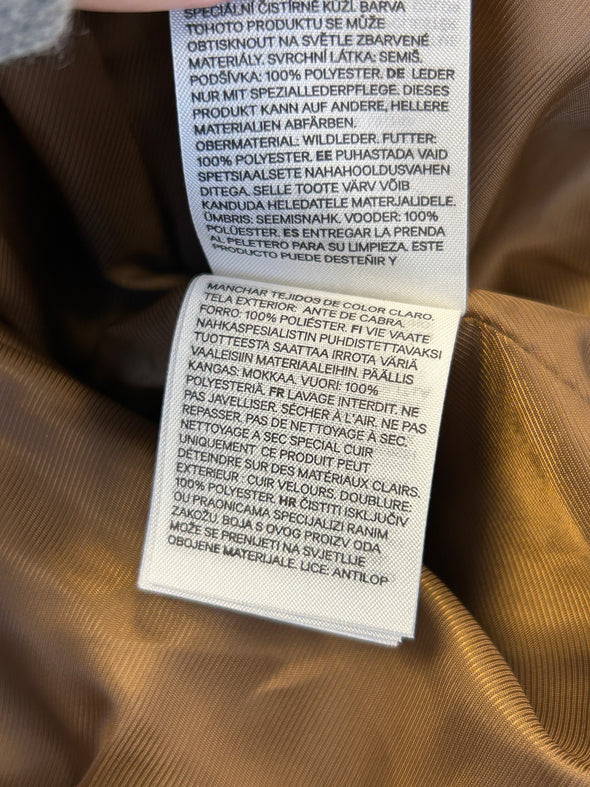 SPECIÁLNÍ ČISTÍRNĚ KŮŽÍ. BARVA
TOHOTO PRODUKTU SE MŮŽE
OBTISKNOUT NA SVĚTLE ZBARVENÉ
MATERIÁLY. SVRCHNÍ LÁTKA: SEMIŠ.
PODŠÍVKA: 100% POLYESTER. DE LEDER
NUR MIT SPEZIALLEDERPFLEGE. DIESES
PRODUKT KANN AUF ANDERE, HELLERE
MATERIALIEN ABFÄRBEN.
OBERMATERIAL: WILDLEDER. FUTTER:
100% POLYESTER. EE PUHASTADA VAID
SPETSIAALSETE NAHAHOOLDUSVAHEN
DITEGA. SELLE TOOTE VÄRV VÕIB
KANDUDA HELEDATELE MATERJALIDELE.
ÜMBRIS: SEEMISNAHK. VOODER: 100%
POLÜESTER. ES ENTREGAR LA PRENDA
AL PELETERO PARA SU LIMPIEZA. ESTE
PRODUCTO PUEDE DESTEÑIR Y
MANCHAR TEJIDOS DE COLOR CLARO.
TELA EXTERIOR: ANTE DE CABRA.
FORRO: 100% POLIÉSTER. FI VIE VAATE
NAHKASPESIALISTIN PUHDISTETTAVAKSI
TUOTTEESTA SAATTAA IRROTA VÄRIÄ
VAALEISIIN MATERIAALEIHIN. PÄÄLLIS
KANGAS: MOKKAA. VUORI: 100%
POLYESTERIÄ. FR LAVAGE INTERDIT. NE
PAS JAVELLISER. SÉCHER À L'AIR. NE PAS
REPASSER. PAS DE NETTOYAGE À SEC.
NETTOYAGE A SEC SPECIAL CUIR
UNIQUEMENT CE PRODUIT PEUT
DÉTEINDRE SUR DES MATÉRIAUX CLAIRS.
EXTERIEUR : CUIR VELOURS. DOUBLURE:
100% POLYESTER. HR ČISTITI ISKLJUČIV
OU PRAONICAMA SPECIJALIZI RANIM
ZAKOŽU. BOJA S OVOG PROIZV ODA
MOŽE SE PRENIJETI NA SVJETLIJE
OBOJENE MATERIJALE. LICE: ANTILOP